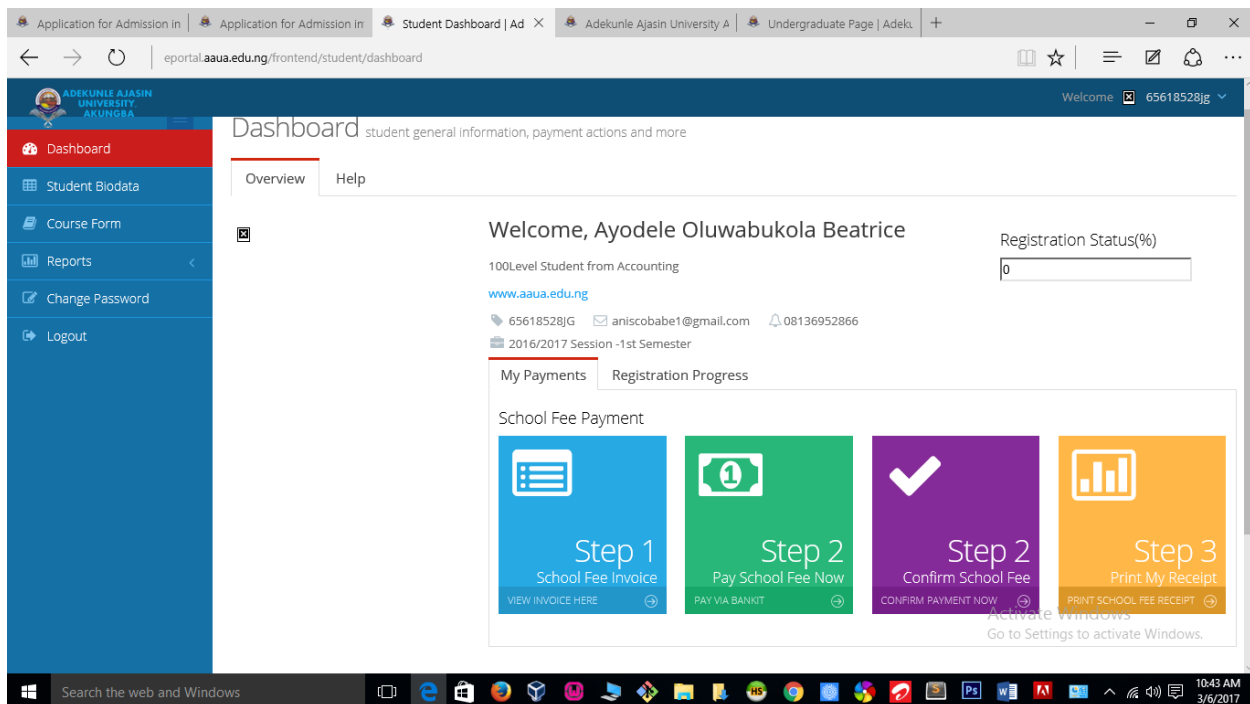 Application for Admission in
Application for Admission in
Student Dashboard | Ad
Adekunle Ajasin University A
Undergraduate Page | Adeku
eportal.aaua.edu.ng/frontend/student/dashboard
ADEKUNLE AJASIN
UNIVERSITY,
AKUNGBA
Welcome 65618528jg
Dashboard student general information, payment actions and more
Dashboard
Student Biodata
Course Form
Reports
Change Password
Logout
Overview Help
Welcome, Ayodele Oluwabukola Beatrice
100Level Student from Accounting
www.aaua.edu.ng
65618528JG aniscobabe1@gmail.com 08136952866
2016/2017 Session -1st Semester
Registration Status(%)
0
My Payments Registration Progress
School Fee Payment
Step 1
School Fee Invoice
VIEW INVOICE HERE
1
Step 2
Pay School Fee Now
PAY VIA BANKIT
Step 2
Confirm School Fee
CONFIRM PAYMENT NOW
Step 3
Print My Receipt
PRINT SCHOOL FEE RECEIPT
Activate Windows
Go to Settings to activate Windows.
Search the web and Windows
HS
S
Ps
10:43 AM
3/6/2017